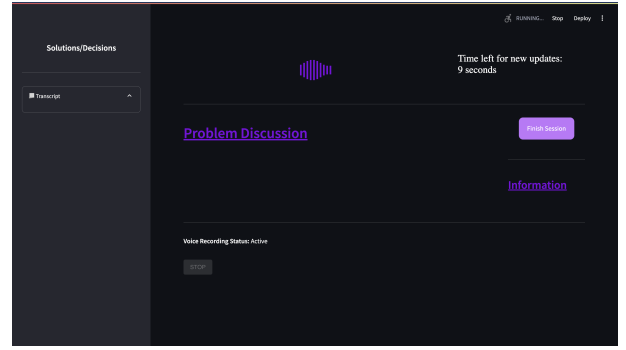 RUNNING...
Stop
Deploy
Solutions/Decisions
Time left for new updates:
9 seconds
Transcript
Problem Discussion
Finish Session
Information
Voice Recording Status: Active
STOP